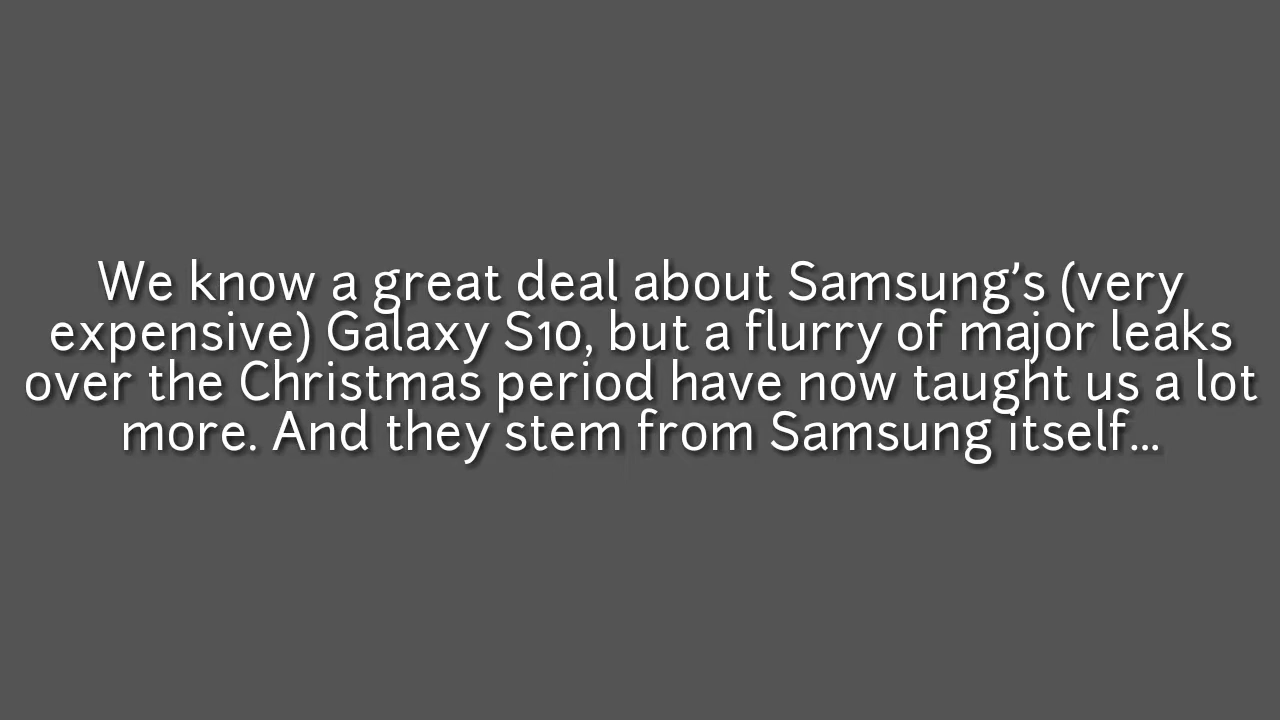 We know a great deal about Samsung’s (very
expensive) Galaxy S10, but a flurry of major leaks
over the Christmas period have now taught us a lot
more. And they stem from Samsung itself...